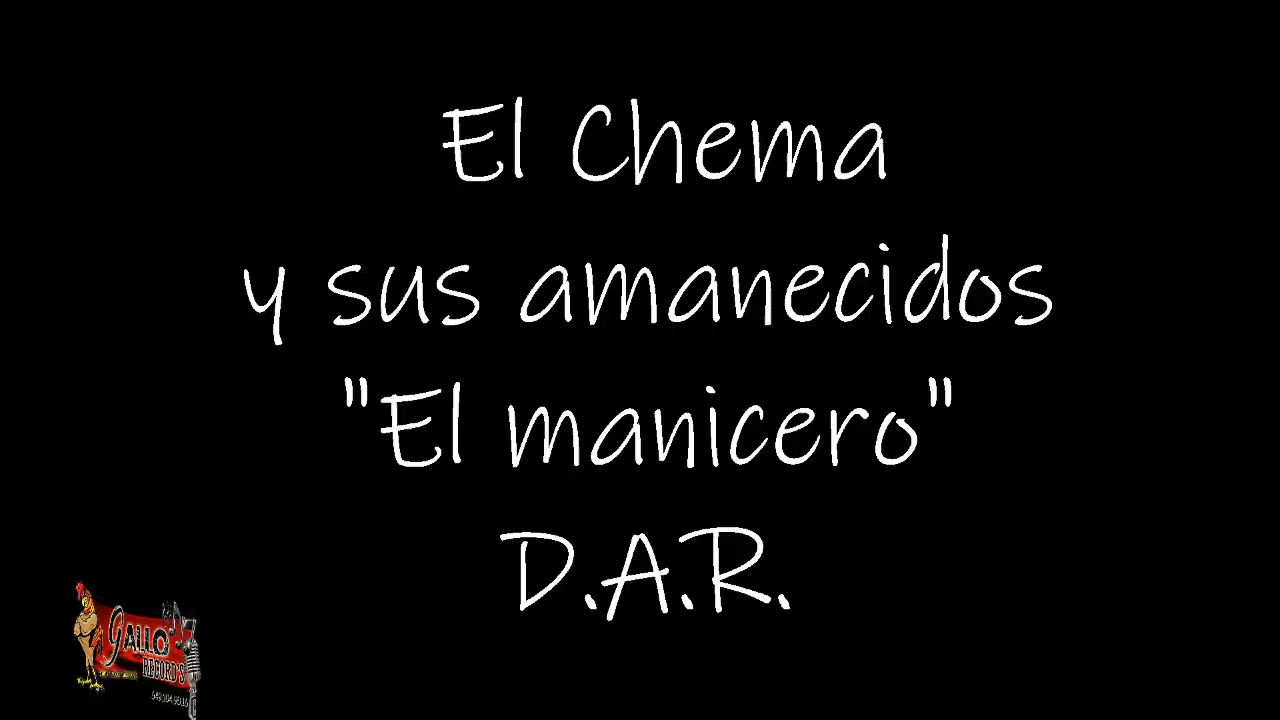 El Chema
y sus amanecidos
"El manicero"
D.A.R.
gallo
RECORD'S